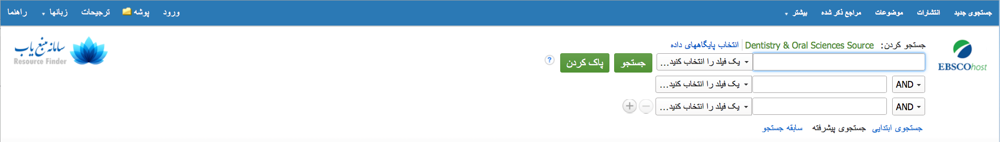 جستجوی جدید انتشارات موضوعات مراجع ذکر شده بیشتر ورود پوشه ترجیحات زبانها راهنما
جستجو کردن: Dentistry & Oral Sciences Source انتخاب پایگاههای داده
EBSCOhost
یک فیلد را انتخاب کنید... جستجو پاک کردن ?
AND یک فیلد را انتخاب کنید...
AND یک فیلد را انتخاب کنید...
جستجوی ابتدایی جستجوی پیشرفته سابقه جستجو
سامانه منبع یاب
Resource Finder